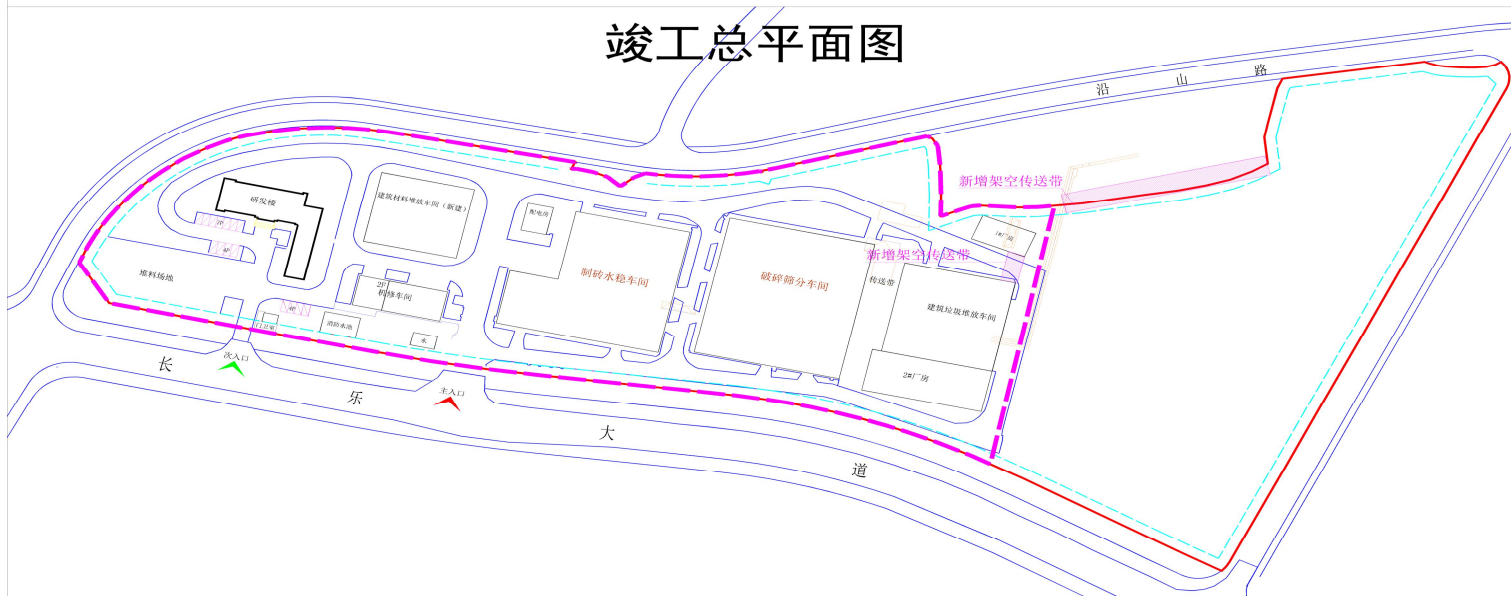 竣工总平面图
沿山路
新增架空传送带
研发楼
建筑材料堆放车间（新建）
配电房
1#厂房
新增架空传送带
制砖水稳车间
破碎筛分车间
传送带
堆料场地
2F
机修车间
建筑垃圾堆放车间
门卫室
消防水池
水
2#厂房
次入口
主入口
长乐大道